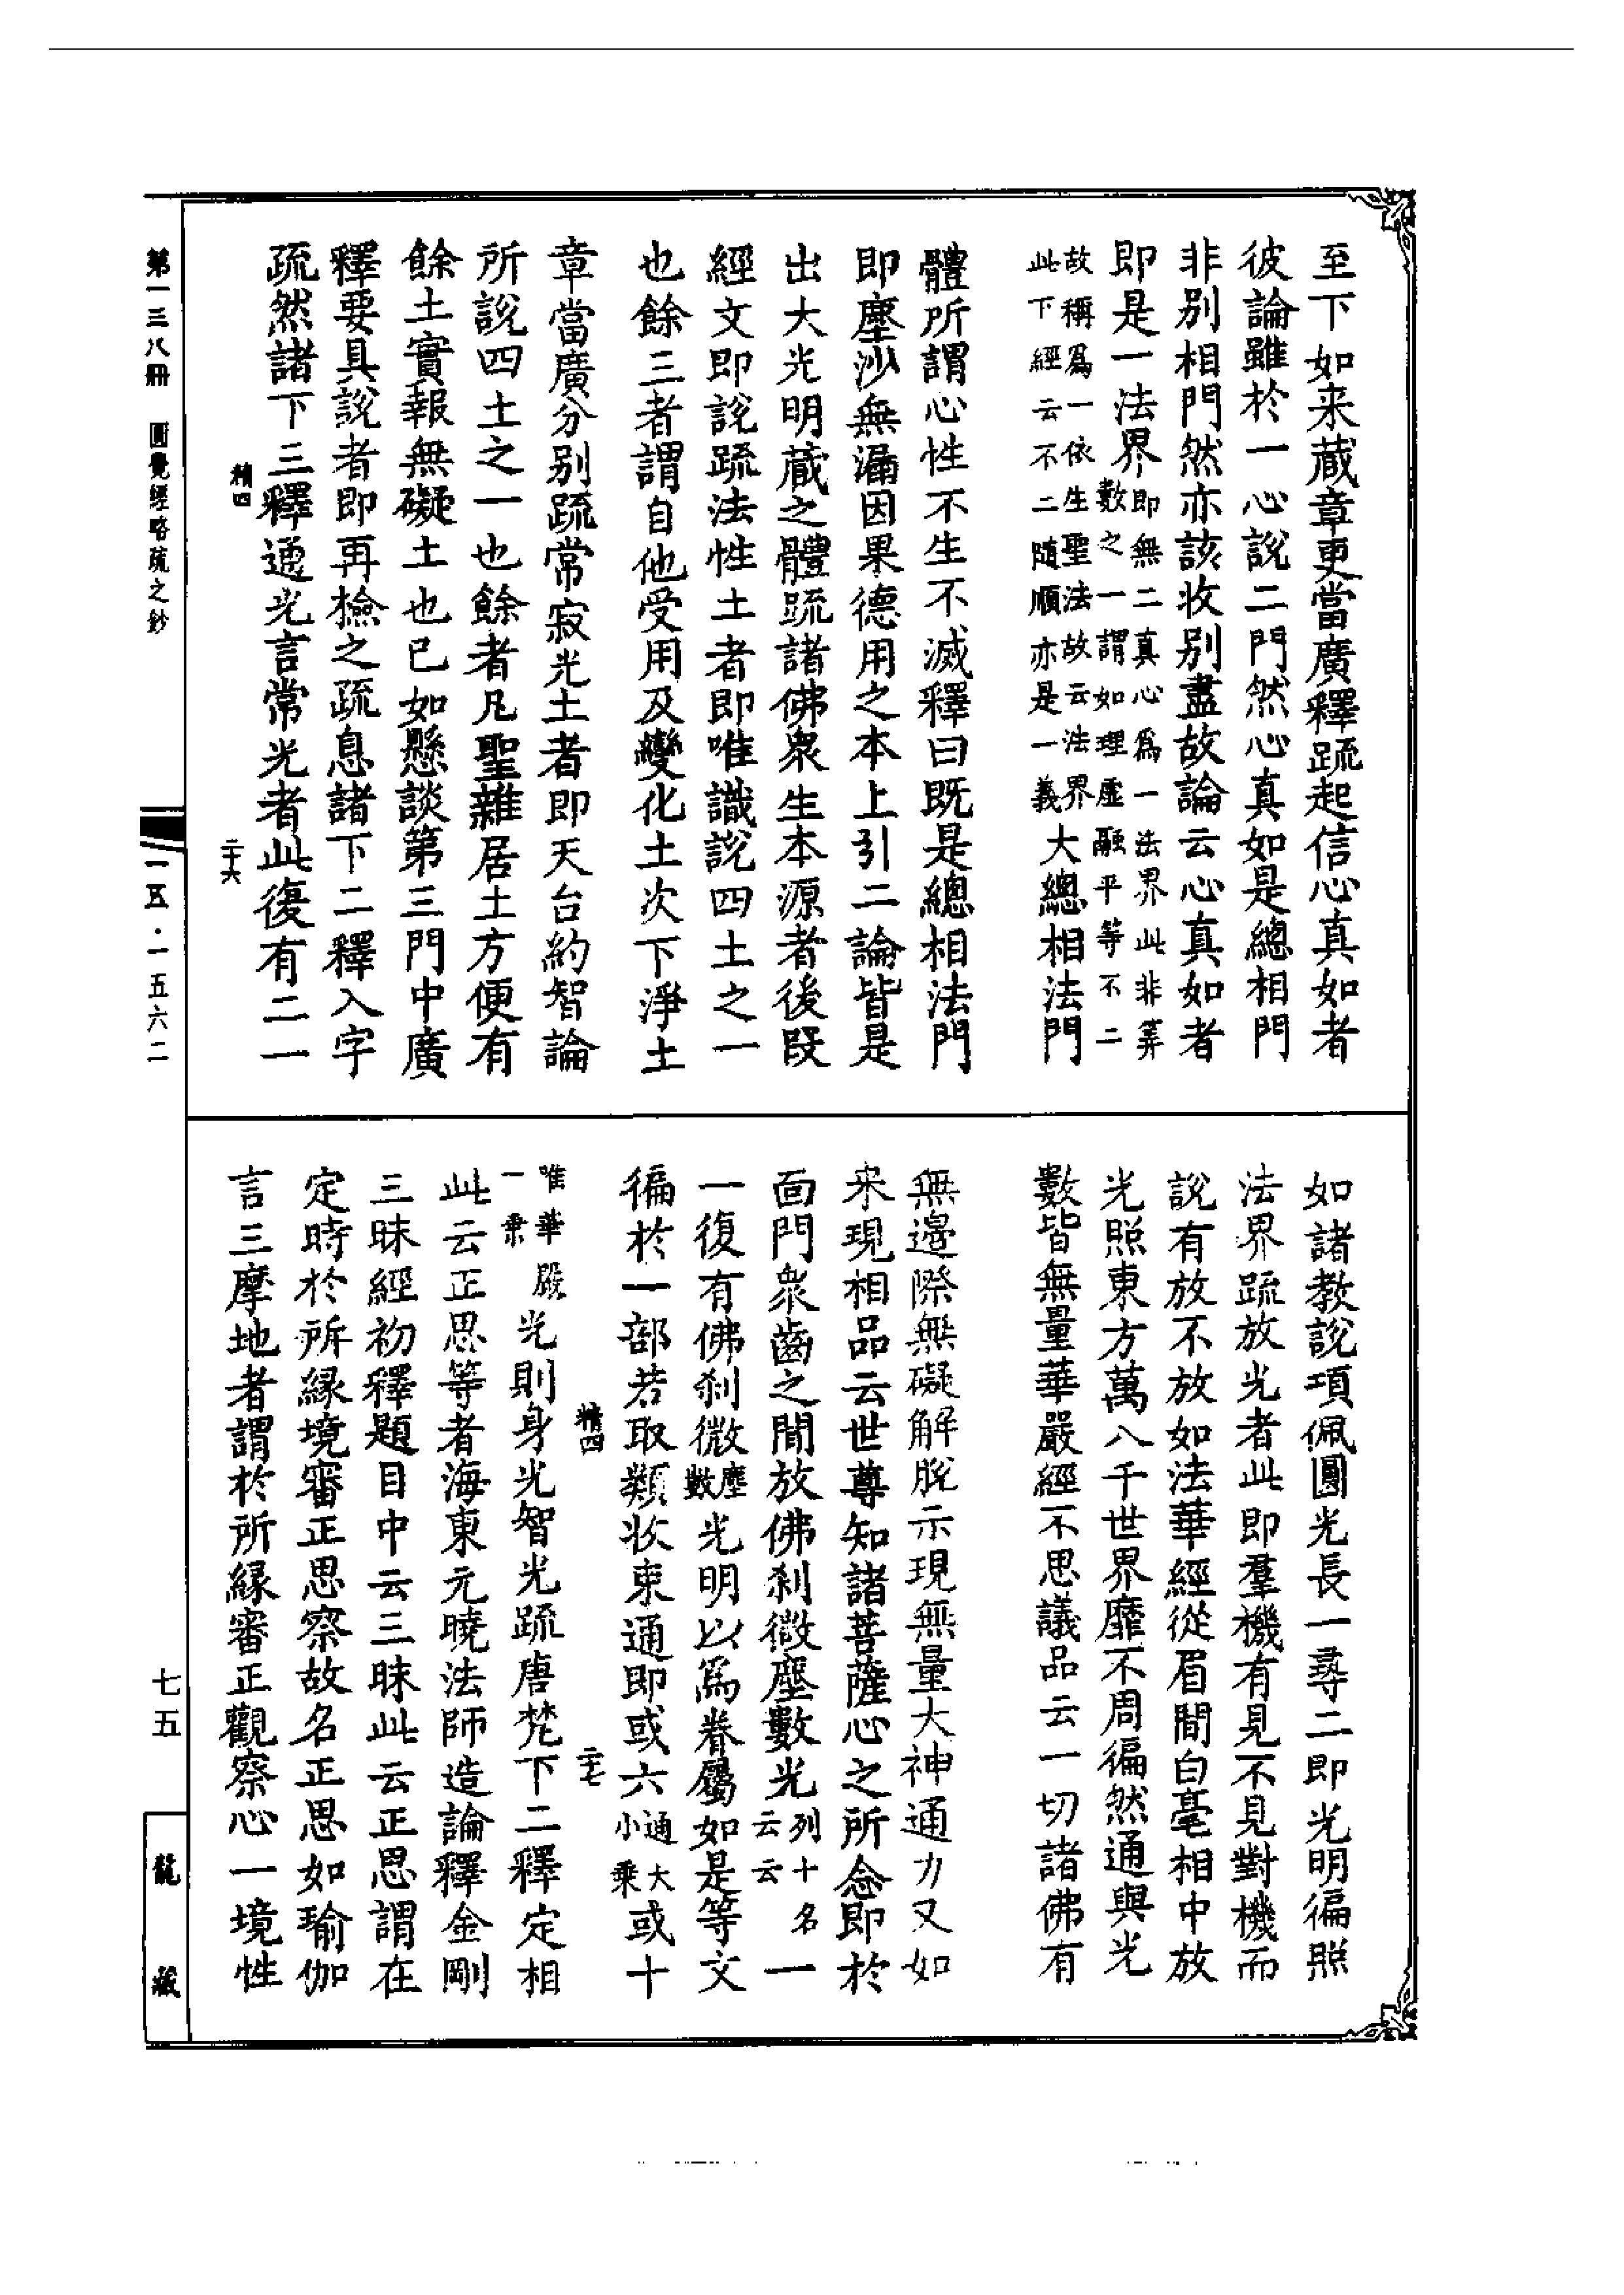 至下如来藏章更當廣釋䟽起信心真如者
彼論雖於一心說二門然心真如是總相門
非別相門然亦該收別盡故論云心真如者
即是一法界即無二真心為一法界此非筭
數之一謂如理虛融平等不二
故稱為一依生聖法故云法界
此下經云不二隨順亦是一義大總相法門
體所謂心性不生不滅釋曰既是總相法門
即塵沙無漏因果德用之本上引二論皆是
出大光明藏之體䟽諸佛衆生本源者後段
經文即說䟽法性土者即唯識說四土之一
也餘三者謂自他受用及變化土次下淨土
章當廣分別䟽常寂光土者即天台約智論
所說四土之一也餘者凡聖雜居土方便有
餘土實報無礙土也已如懸談第三門中廣
釋要具說者即再撿之䟽息諸下二釋入字
䟽然諸下三釋通光言常光者此復有二一
精四
二十六
如諸教說項佩圓光長一尋二即光明徧照
法界䟽放光者此即羣機有見不見對機而
說有放不放如法華經從眉間白毫相中放
光照東方萬八千世界靡不周徧然通與光
數皆無量華嚴經不思議品云一切諸佛有
無邊際無礙解脫示現無量大神通力又如
来現相品云世尊知諸菩薩心之所念即於
面門衆齒之間放佛剎微塵數光列十名云云一
一復有佛剎微塵數光明以為眷屬如是等文
徧於一部若取類收束通即或六通大小乘或十
精四
二十七
唯華嚴一乘光則身光智光䟽唐梵下二釋定相
此云正思等者海東元曉法師造論釋金剛
三昧經初釋題目中云三昧此云正思謂在
定時於所緣境審正思察故名正思如瑜伽
言三摩地者謂於所緣審正觀察心一境性
第一三八冊　圓覺經略疏之鈔
一五·一五六二
七五
龍藏